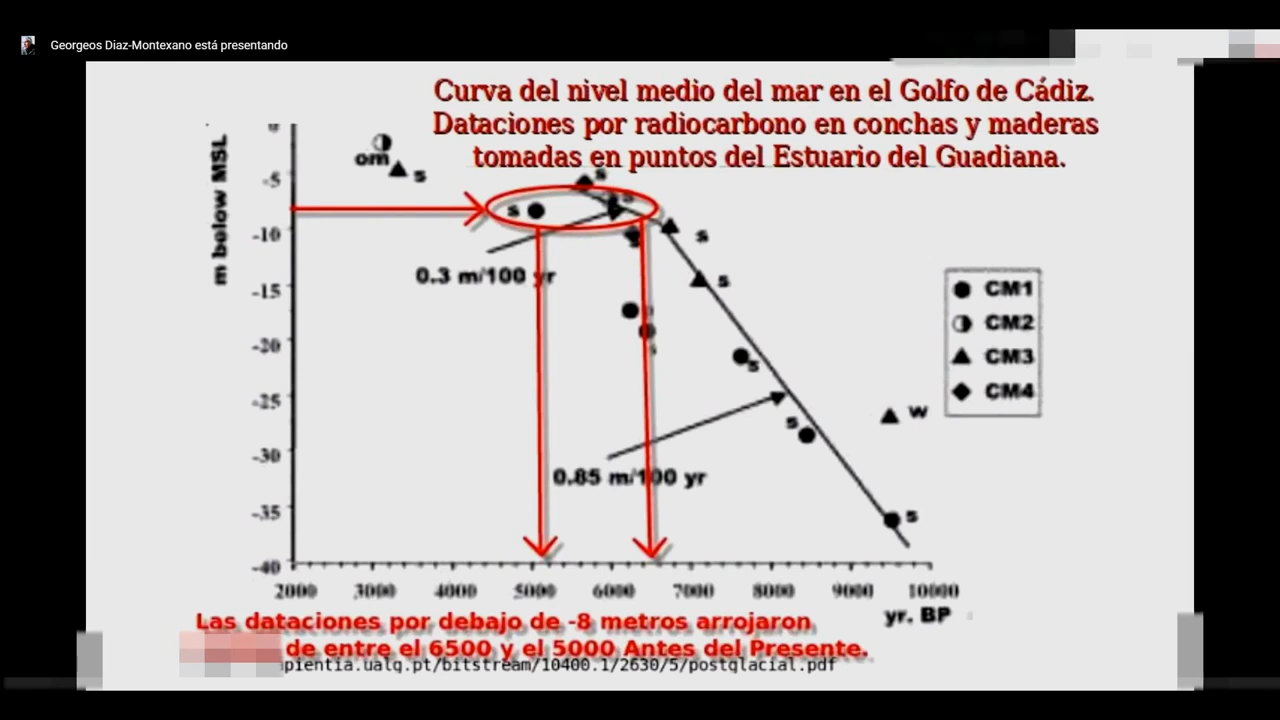 Georgeos Diaz-Montexano está presentando
Curva del nivel medio del mar en el Golfo de Cádiz.
Dataciones por radiocarbono en conchas y maderas
tomadas en puntos del Estuario del Guadiana.
m below MSL
0
-5
-10
-15
-20
-25
-30
-35
-40
om
s
s
s
s
s
s
s
s
s
s
s
w
s
0.3 m/100 yr
0.85 m/100 yr
CM1
CM2
CM3
CM4
2000 3000 4000 5000 6000 7000 8000 9000 10000
yr. BP
Las dataciones por debajo de -8 metros arrojaron
de entre el 6500 y el 5000 Antes del Presente.
pientia.ualg.pt/bitstream/10400.1/2630/5/postglacial.pdf